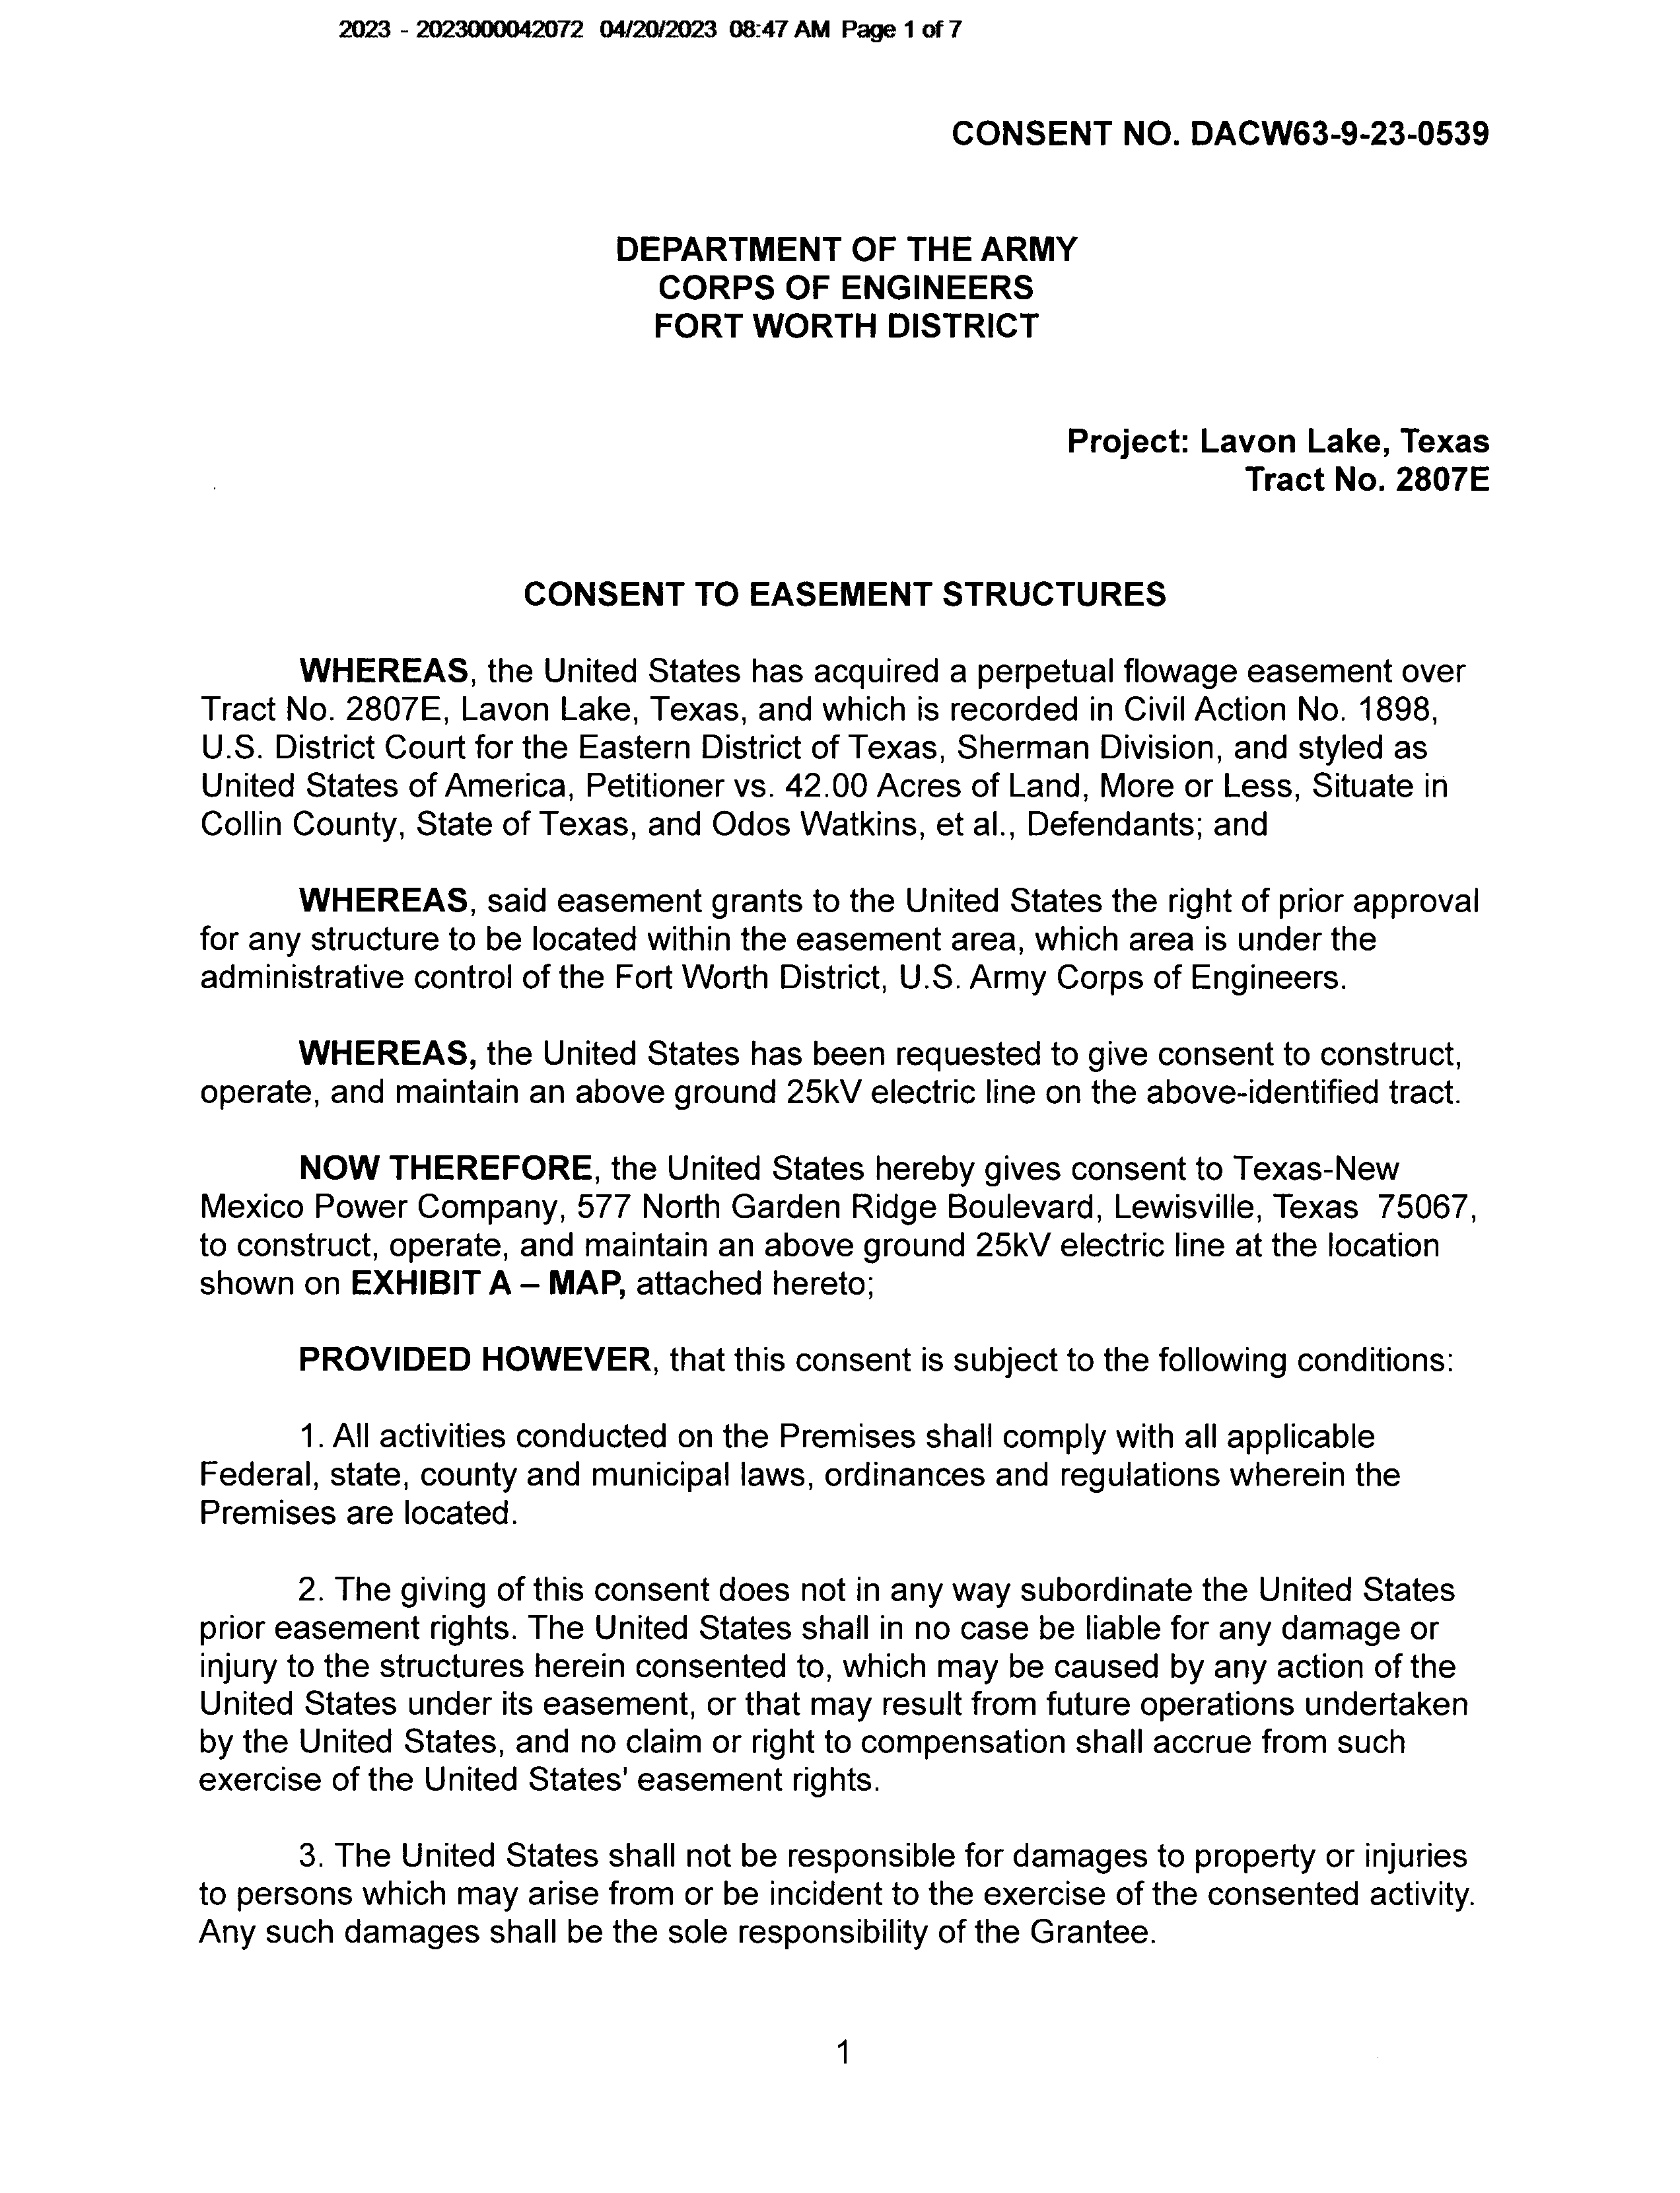 2023 - 2023000042072 04/20/2023 08:47 AM Page 1 of 7
CONSENT NO. DACW63-9-23-0539
DEPARTMENT OF THE ARMY
CORPS OF ENGINEERS
FORT WORTH DISTRICT
Project: Lavon Lake, Texas
Tract No. 2807E
CONSENT TO EASEMENT STRUCTURES
WHEREAS, the United States has acquired a perpetual flowage easement over
Tract No. 2807E, Lavon Lake, Texas, and which is recorded in Civil Action No. 1898,
U.S. District Court for the Eastern District of Texas, Sherman Division, and styled as
United States of America, Petitioner vs. 42.00 Acres of Land, More or Less, Situate in
Collin County, State of Texas, and Odos Watkins, et al., Defendants; and
WHEREAS, said easement grants to the United States the right of prior approval
for any structure to be located within the easement area, which area is under the
administrative control of the Fort Worth District, U.S. Army Corps of Engineers.
WHEREAS, the United States has been requested to give consent to construct,
operate, and maintain an above ground 25kV electric line on the above-identified tract.
NOW THEREFORE, the United States hereby gives consent to Texas-New
Mexico Power Company, 577 North Garden Ridge Boulevard, Lewisville, Texas 75067,
to construct, operate, and maintain an above ground 25kV electric line at the location
shown on EXHIBIT A – MAP, attached hereto;
PROVIDED HOWEVER, that this consent is subject to the following conditions:
1. All activities conducted on the Premises shall comply with all applicable
Federal, state, county and municipal laws, ordinances and regulations wherein the
Premises are located.
2. The giving of this consent does not in any way subordinate the United States
prior easement rights. The United States shall in no case be liable for any damage or
injury to the structures herein consented to, which may be caused by any action of the
United States under its easement, or that may result from future operations undertaken
by the United States, and no claim or right to compensation shall accrue from such
exercise of the United States' easement rights.
3. The United States shall not be responsible for damages to property or injuries
to persons which may arise from or be incident to the exercise of the consented activity.
Any such damages shall be the sole responsibility of the Grantee.
1